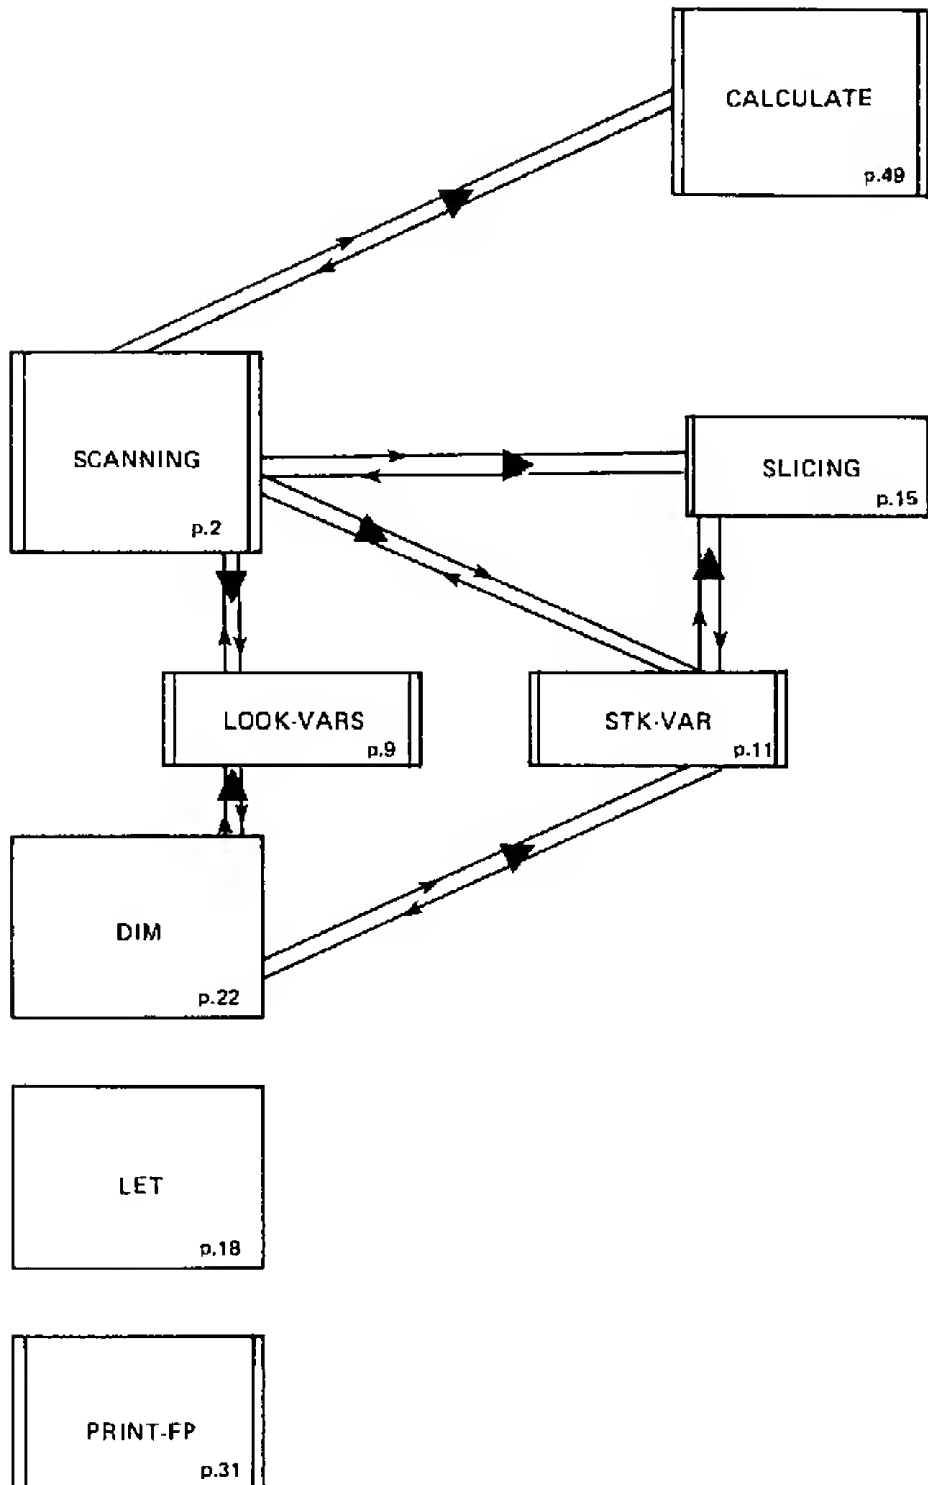 CALCULATE
p.49
SCANNING
p.2
SLICING
p.15
LOOK-VARS
p.9
STK-VAR
p.11
DIM
p.22
LET
p.18
PRINT-FP
p.31